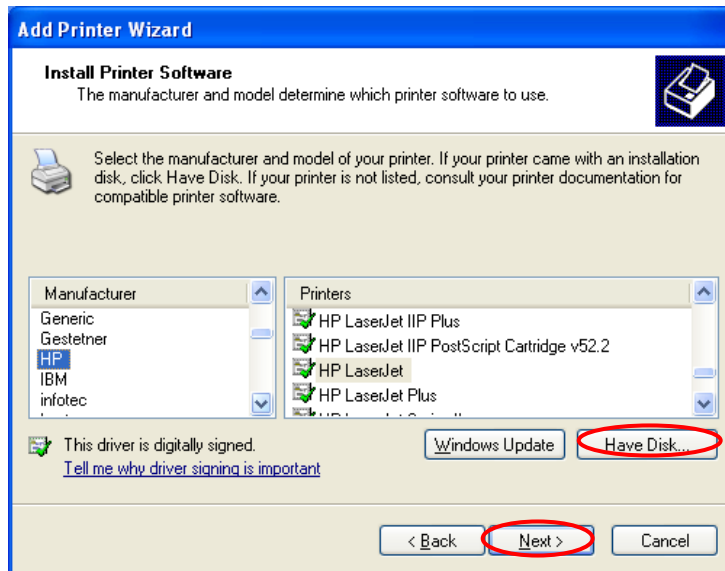 Add Printer Wizard
Install Printer Software
The manufacturer and model determine which printer software to use.
Select the manufacturer and model of your printer. If your printer came with an installation
disk, click Have Disk. If your printer is not listed, consult your printer documentation for
compatible printer software.
Manufacturer
Generic
Gestetner
HP
IBM
infotec
Printers
HP LaserJet IIP Plus
HP LaserJet IIP PostScript Cartridge v52.2
HP LaserJet
HP LaserJet Plus
This driver is digitally signed.
Tell me why driver signing is important
Windows Update
Have Disk...
< Back
Next >
Cancel